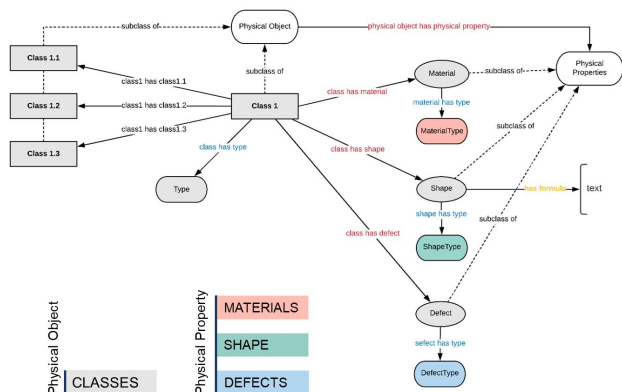 subclass of
Physical Object
physical object has physical property
Class 1.1
class1 has class1.1
subclass of
Material
subclass of
Physical
Properties
Class 1.2
class1 has class1.2
Class 1
class has material
material has type
class1 has class1.3
MaterialType
subclass of
Class 1.3
class has type
class has shape
Type
Shape
has formula
text
shape has type
subclass of
class has defect
ShapeType
Physical Object
CLASSES
Physical Property
MATERIALS
SHAPE
DEFECTS
Defect
sefect has type
DefectType